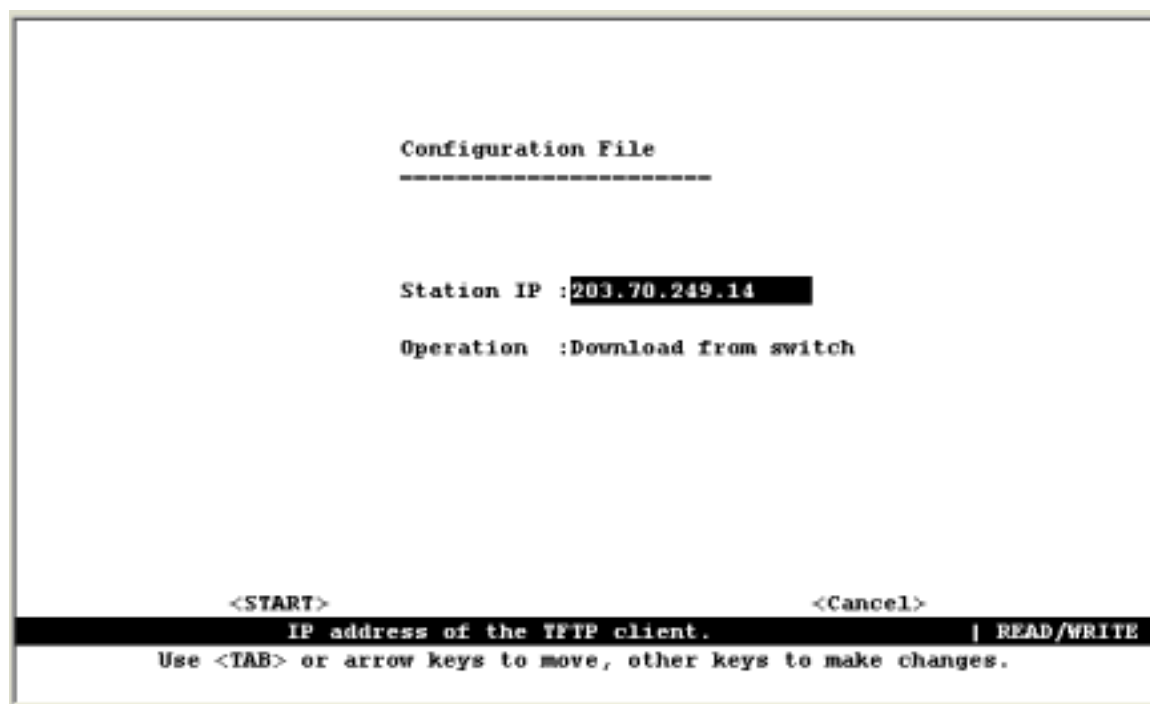 Configuration File
======================
Station IP :203.70.249.14
Operation :Download from switch
<START> <Cancel>
IP address of the TFTP client. | READ/WRITE
Use <TAB> or arrow keys to move, other keys to make changes.